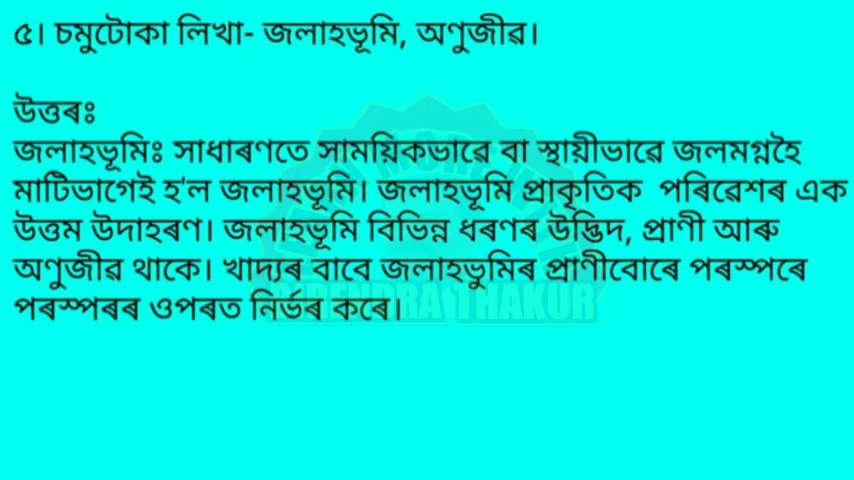 ৫। চমুটোকা লিখা- জলাহভূমি, অণুজীৱ।
উত্তৰঃ
জলাহভূমিঃ সাধাৰণতে সাময়িকভাৱে বা স্থায়ীভাৱে জলমগ্নহৈ
মাটিভাগেই হ'ল জলাহভূমি। জলাহভূমি প্ৰাকৃতিক পৰিৱেশৰ এক
উত্তম উদাহৰণ। জলাহভূমি বিভিন্ন ধৰণৰ উদ্ভিদ, প্ৰাণী আৰু
অণুজীৱ থাকে। খাদ্যৰ বাবে জলাহভুমিৰ প্ৰাণীবোৰে পৰস্পৰে
পৰস্পৰৰ ওপৰত নিৰ্ভৰ কৰে।
THAKUR